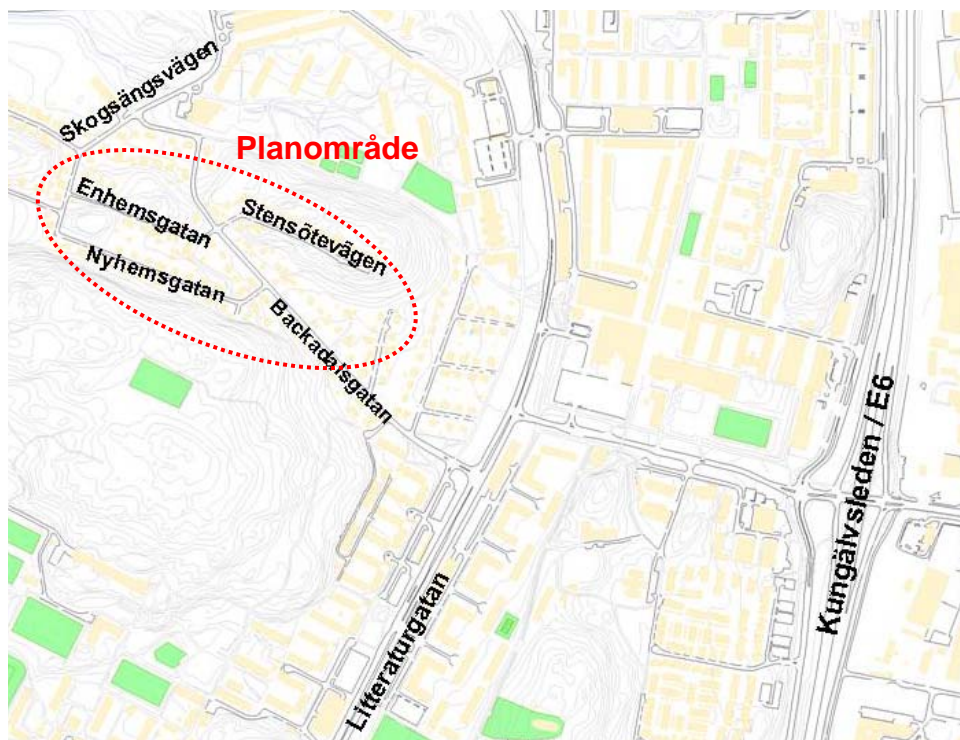 Skogsängsvägen
Planområde
Enhemsgatan
Stensötevägen
Nyhemsgatan
Backadalsgatan
Kungälvsleden / E6
Litteraturgatan